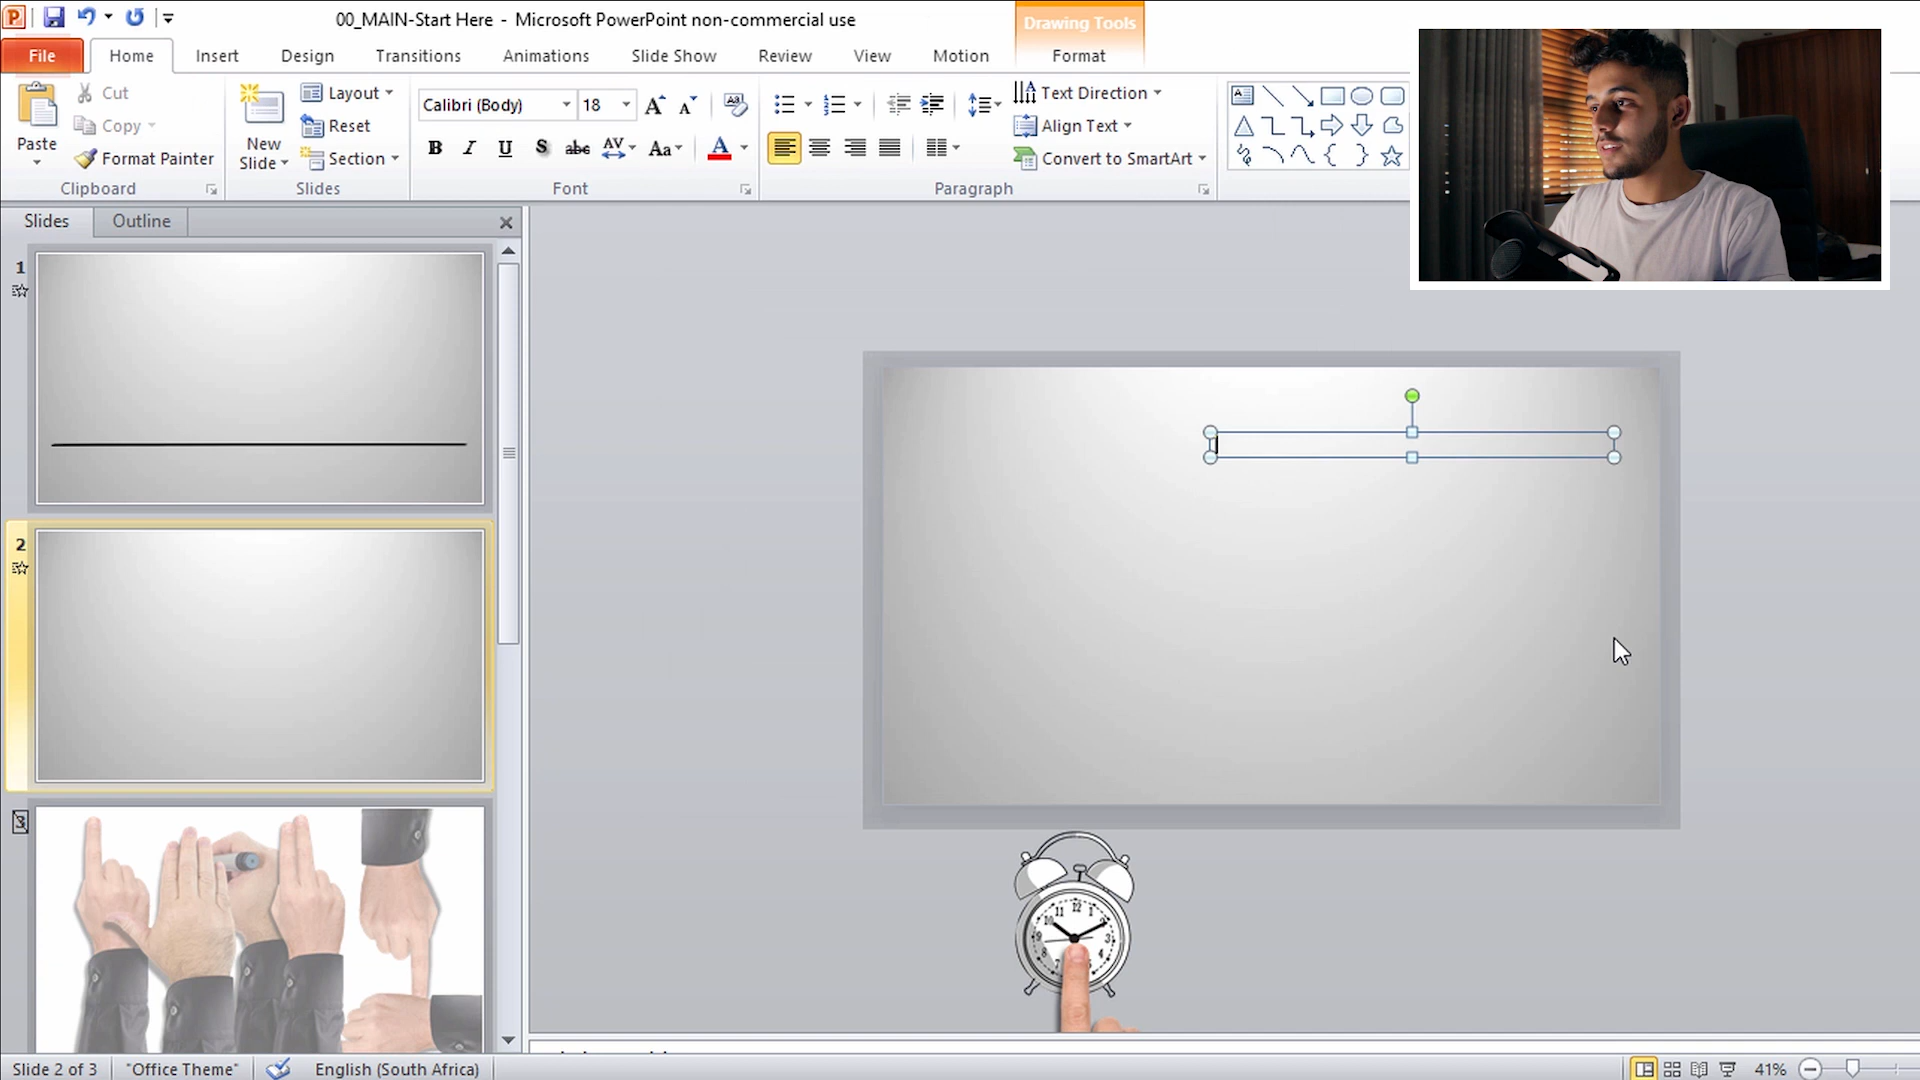 00_MAIN-Start Here - Microsoft PowerPoint non-commercial use
Drawing Tools
File
Home
Insert
Design
Transitions
Animations
Slide Show
Review
View
Motion
Format
Paste
Cut
Copy
Format Painter
Clipboard
New
Slide
Layout
Reset
Section
Slides
Calibri (Body)
18
B I U S abc AV Aa A
Font
Text Direction
Align Text
Convert to SmartArt
Paragraph
Slides
Outline
1
2
3
Slide 2 of 3
"Office Theme"
English (South Africa)
41%